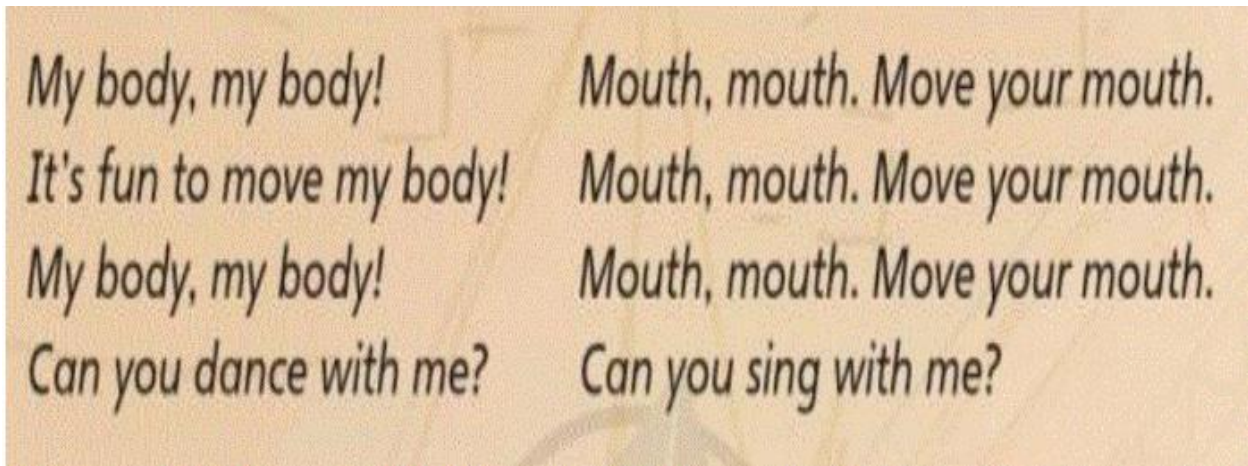 My body, my body!
It's fun to move my body!
My body, my body!
Can you dance with me?
Mouth, mouth. Move your mouth.
Mouth, mouth. Move your mouth.
Mouth, mouth. Move your mouth.
Can you sing with me?